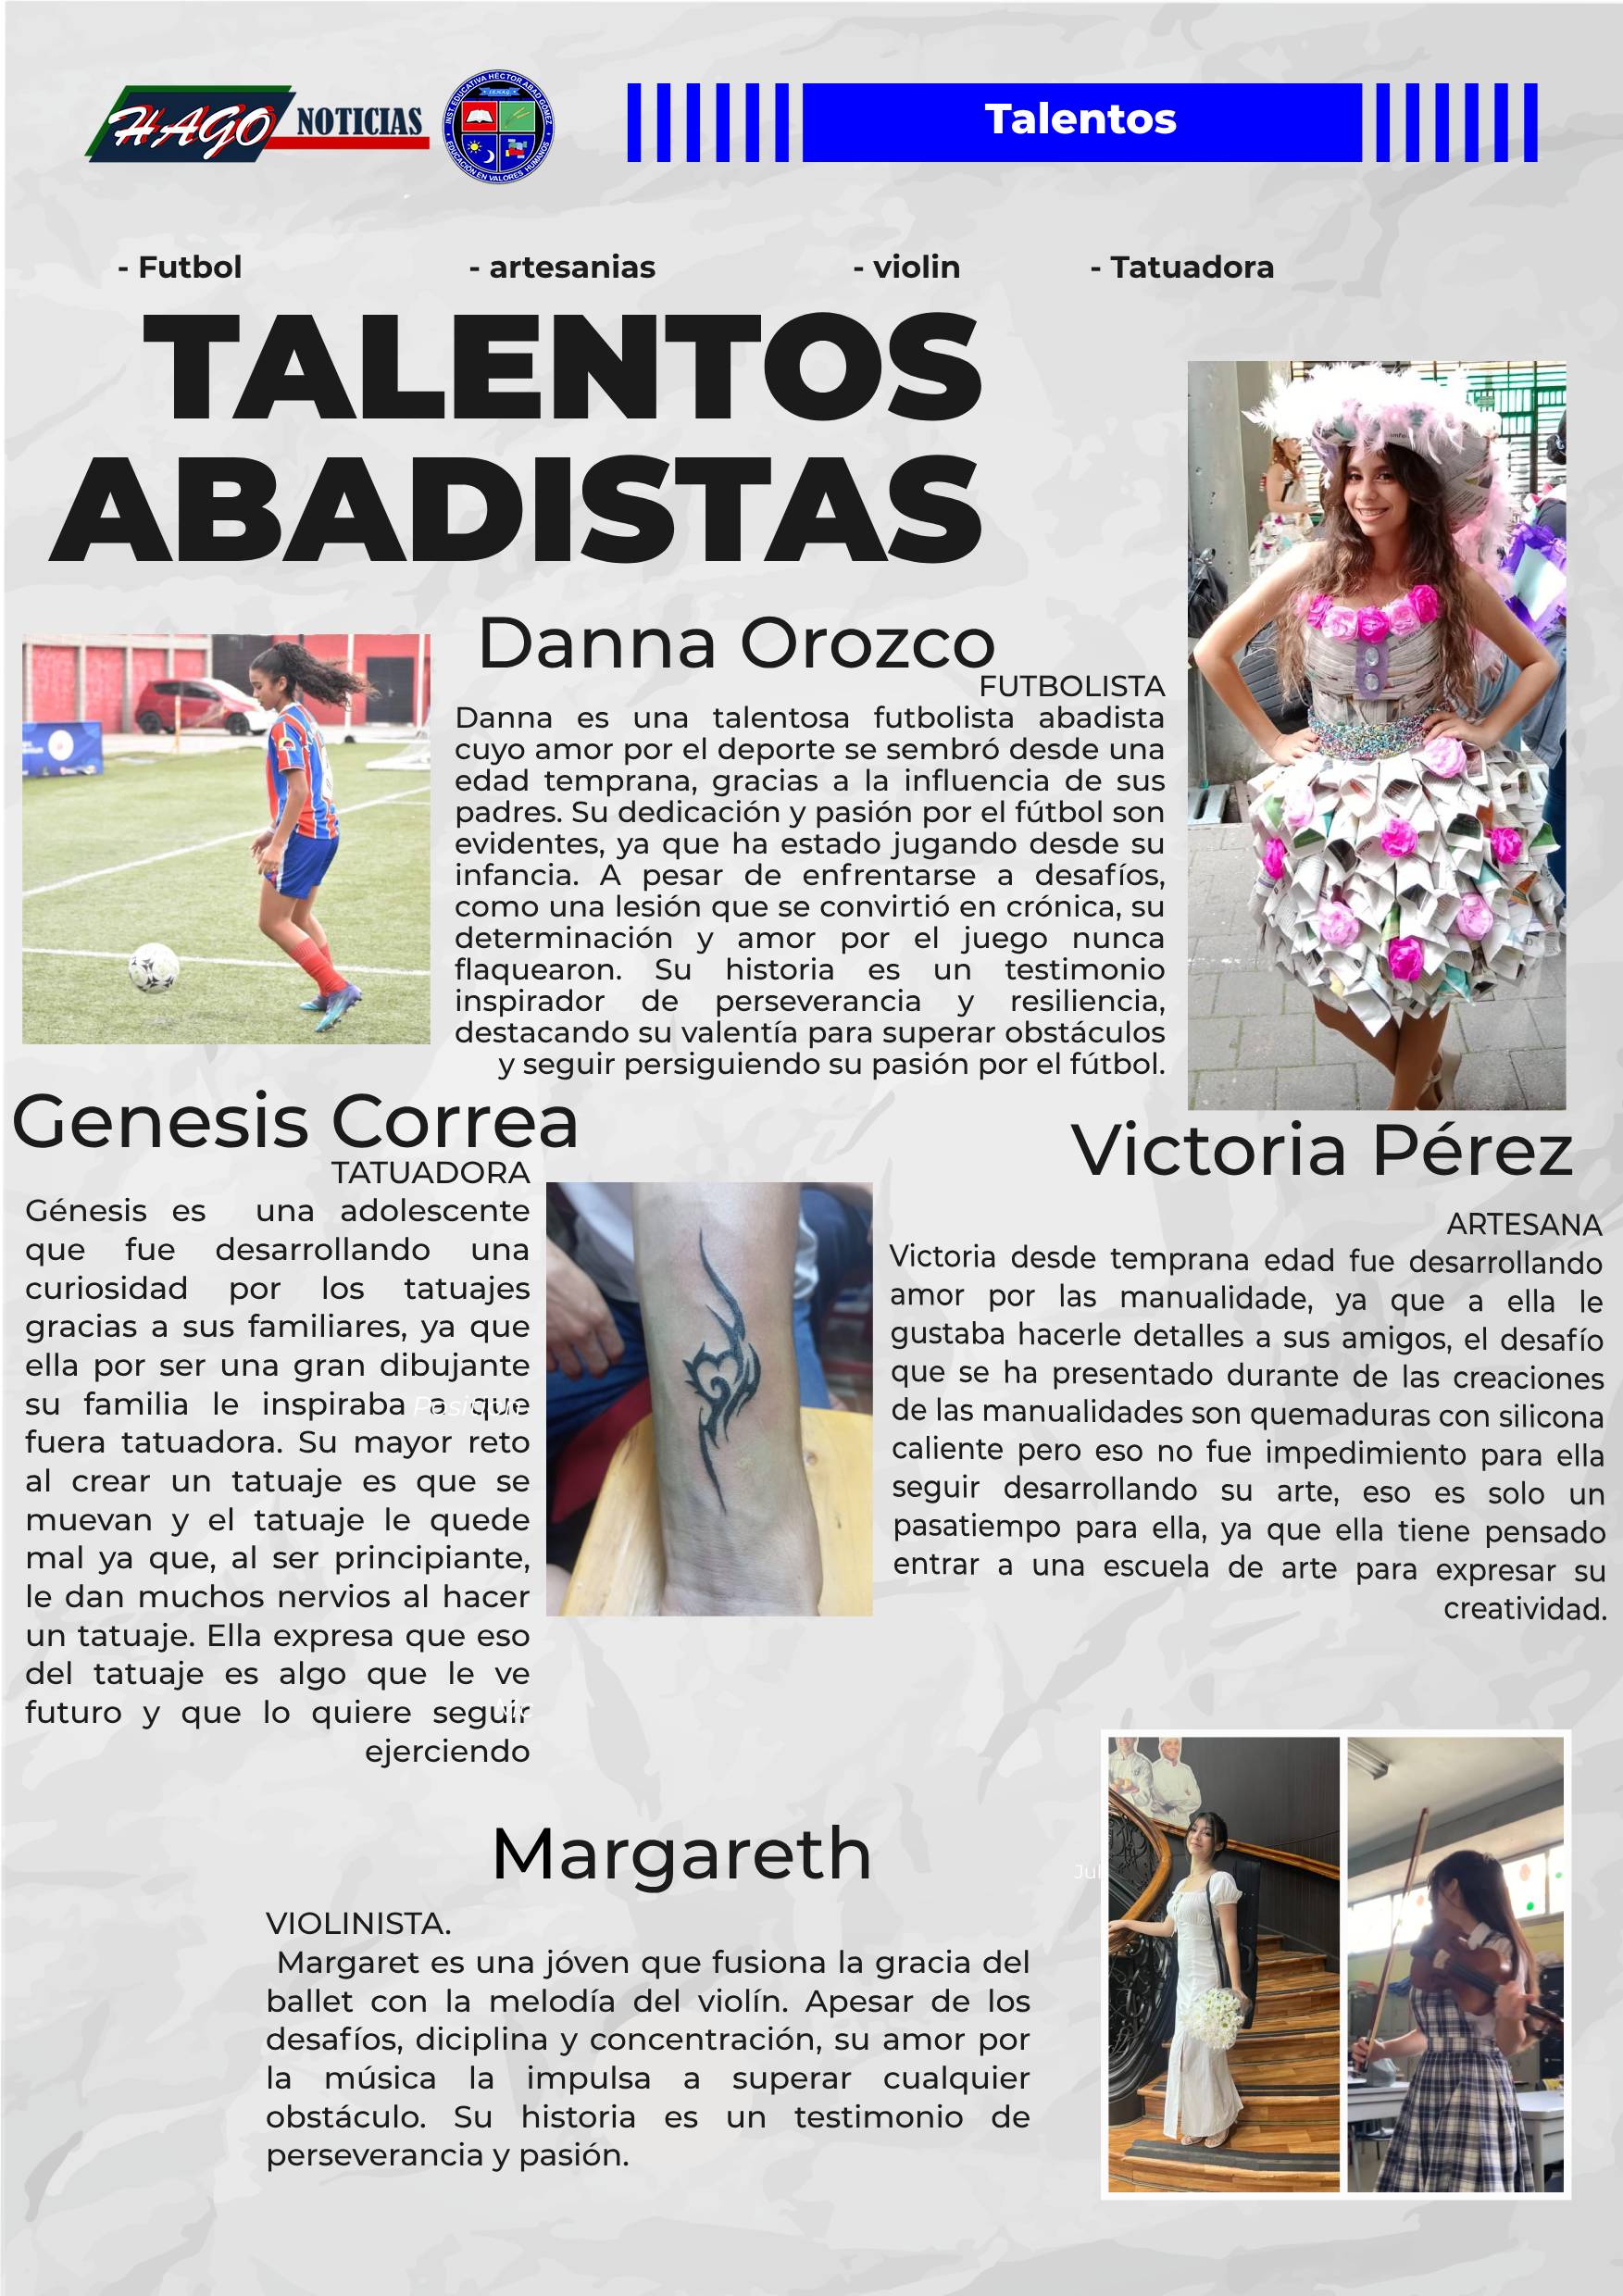 HAGO NOTICIAS
INST EDUCATIVA HÉCTOR ABAD GÓMEZ
I.E.H.A.G.
EDUCACIÓN EN VALORES HUMANOS
Talentos
- Futbol - artesanias - violin - Tatuadora
TALENTOS
ABADISTAS
Danna Orozco
FUTBOLISTA
Danna es una talentosa futbolista abadista
cuyo amor por el deporte se sembró desde una
edad temprana, gracias a la influencia de sus
padres. Su dedicación y pasión por el fútbol son
evidentes, ya que ha estado jugando desde su
infancia. A pesar de enfrentarse a desafíos,
como una lesión que se convirtió en crónica, su
determinación y amor por el juego nunca
flaquearon. Su historia es un testimonio
inspirador de perseverancia y resiliencia,
destacando su valentía para superar obstáculos
y seguir persiguiendo su pasión por el fútbol.
Genesis Correa
TATUADORA
Génesis es una adolescente
que fue desarrollando una
curiosidad por los tatuajes
gracias a sus familiares, ya que
ella por ser una gran dibujante
su familia le inspiraba a que
fuera tatuadora. Su mayor reto
al crear un tatuaje es que se
muevan y el tatuaje le quede
mal ya que, al ser principiante,
le dan muchos nervios al hacer
un tatuaje. Ella expresa que eso
del tatuaje es algo que le ve
futuro y que lo quiere seguir
ejerciendo
Victoria Pérez
ARTESANA
Victoria desde temprana edad fue desarrollando
amor por las manualidade, ya que a ella le
gustaba hacerle detalles a sus amigos, el desafío
que se ha presentado durante de las creaciones
de las manualidades son quemaduras con silicona
caliente pero eso no fue impedimiento para ella
seguir desarrollando su arte, eso es solo un
pasatiempo para ella, ya que ella tiene pensado
entrar a una escuela de arte para expresar su
creatividad.
Margareth
VIOLINISTA.
Margaret es una jóven que fusiona la gracia del
ballet con la melodía del violín. Apesar de los
desafíos, diciplina y concentración, su amor por
la música la impulsa a superar cualquier
obstáculo. Su historia es un testimonio de
perseverancia y pasión.